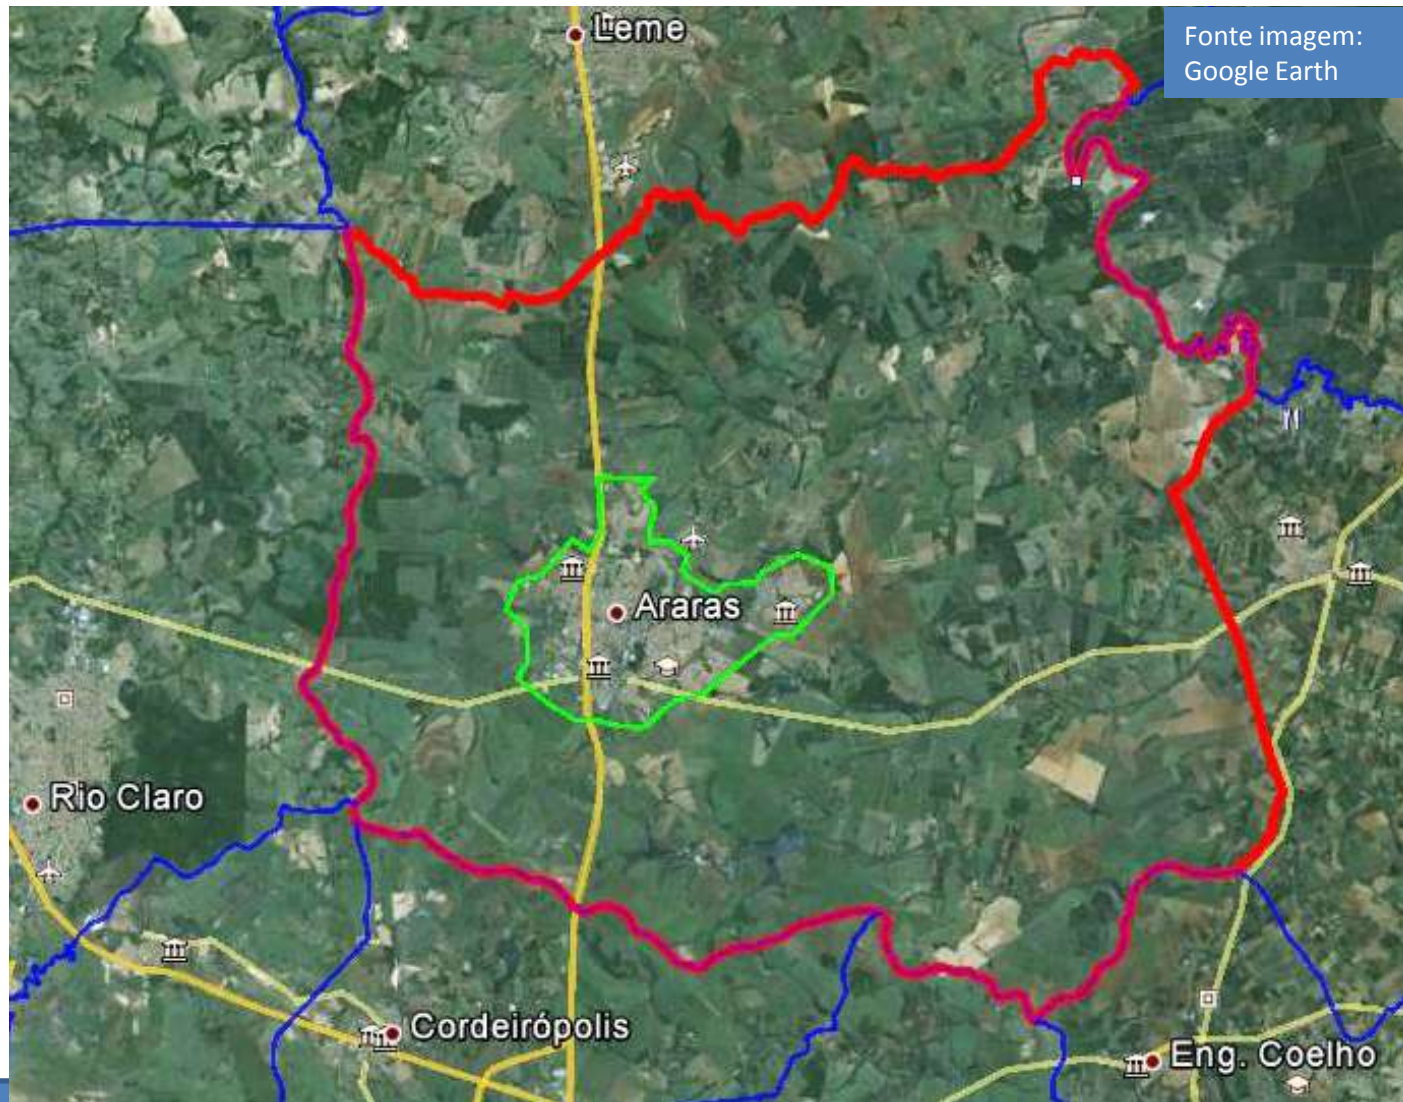 Leme
Fonte imagem:
Google Earth
Araras
Rio Claro
Cordeirópolis
Eng. Coelho